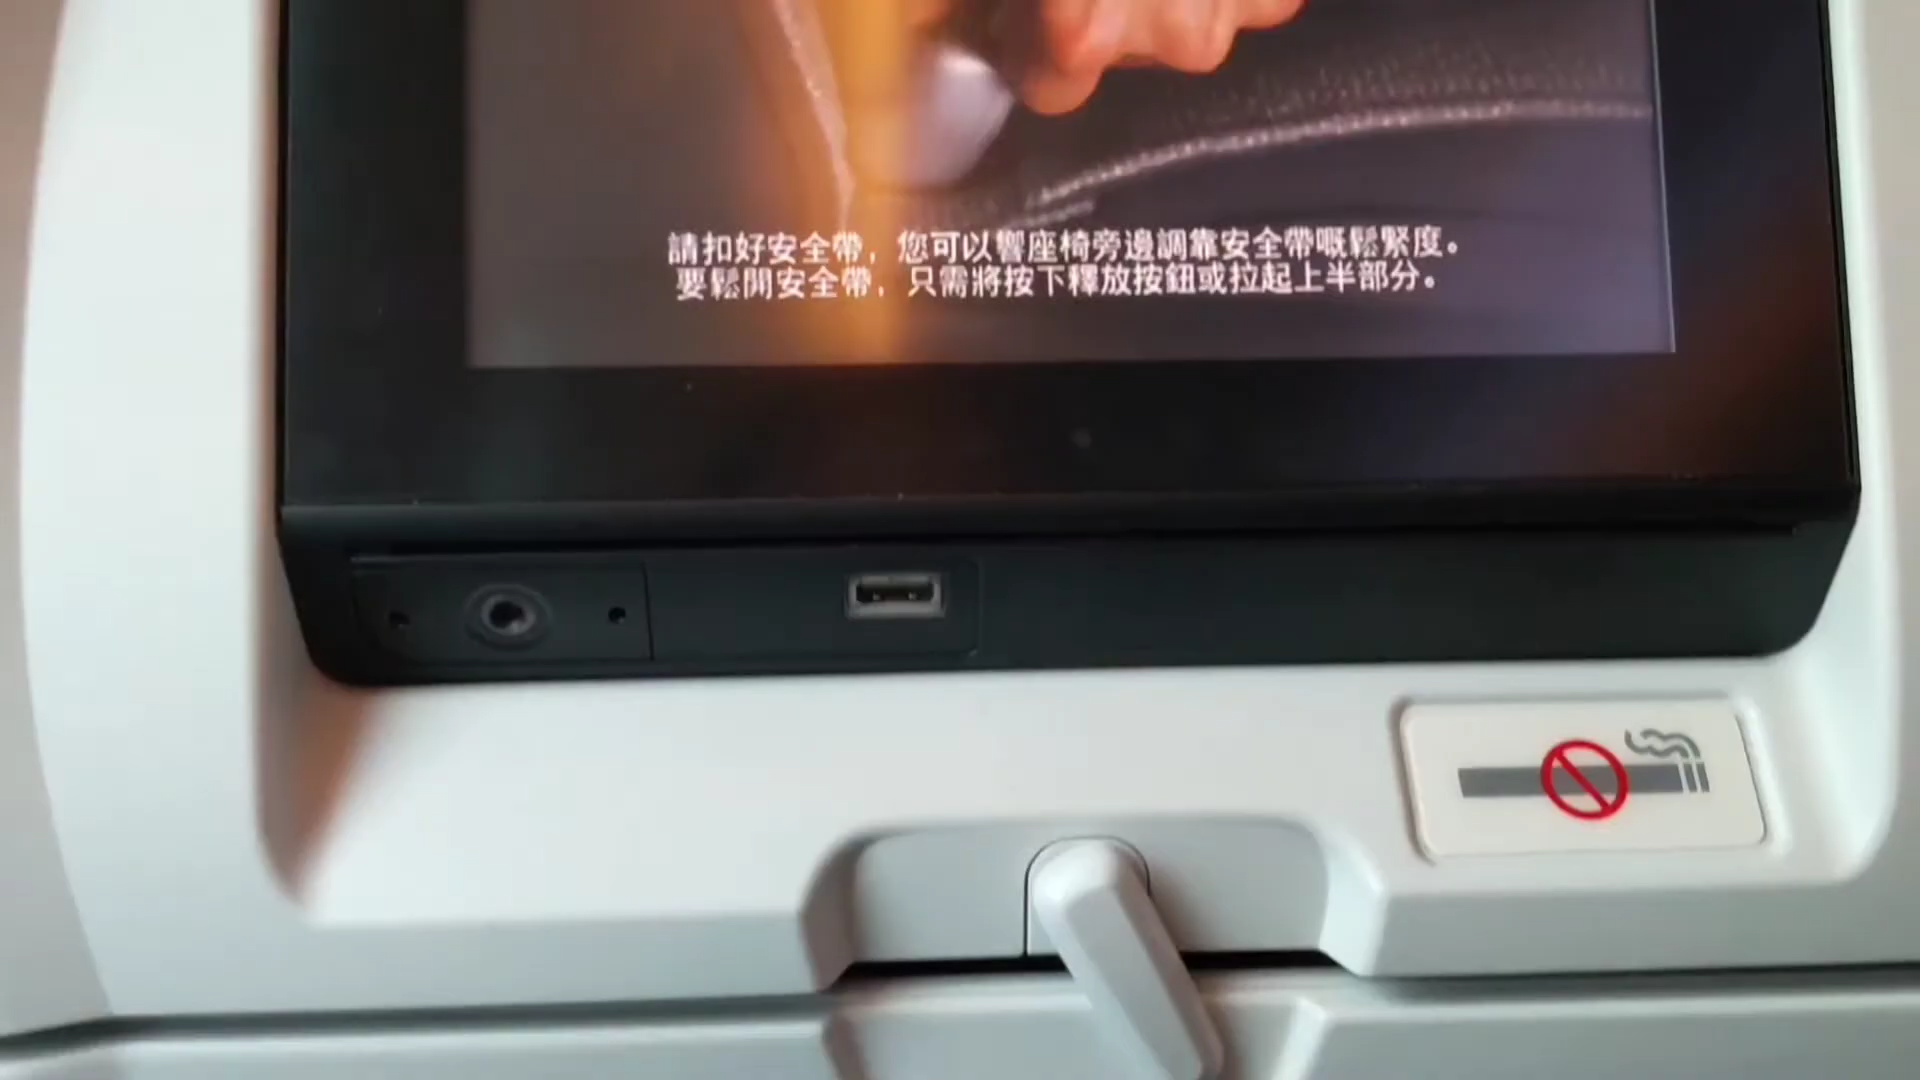 請扣好安全帶，您可以響座椅旁邊調靠安全帶嘅鬆緊度。
要鬆開安全帶，只需將按下釋放按鈕或拉起上半部分。